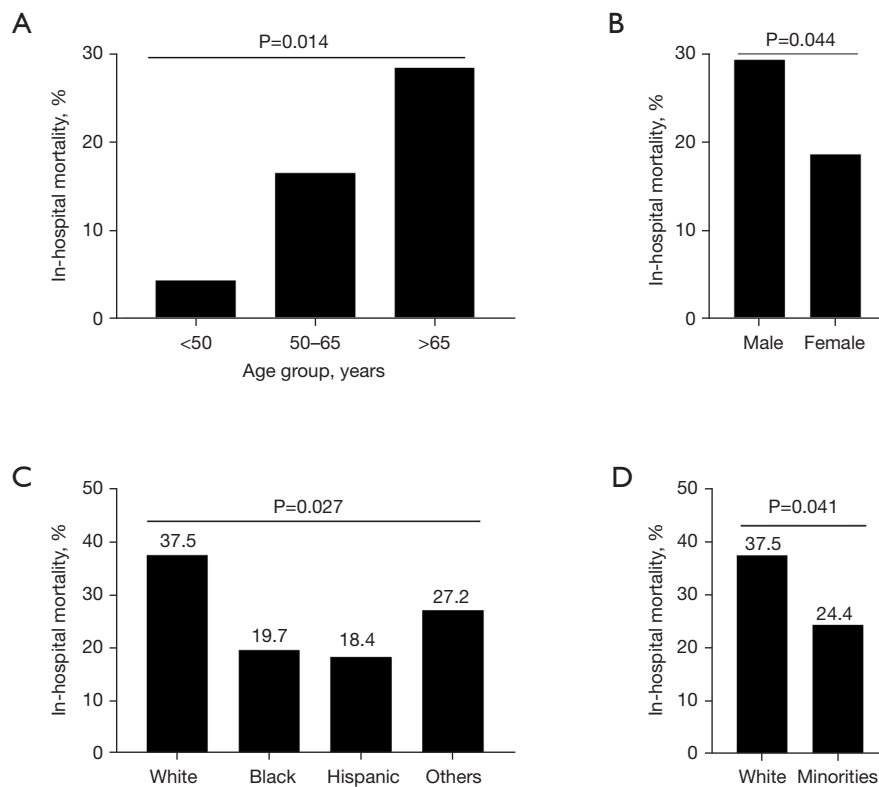 A
P=0.014
In-hospital mortality, %
30
20
10
0
<50 50–65 >65
Age group, years
B
P=0.044
In-hospital mortality, %
30
20
10
0
Male Female
C
P=0.027
In-hospital mortality, %
50
40
30
20
10
0
37.5 19.7 18.4 27.2
White Black Hispanic Others
D
P=0.041
In-hospital mortality, %
50
40
30
20
10
0
37.5 24.4
White Minorities